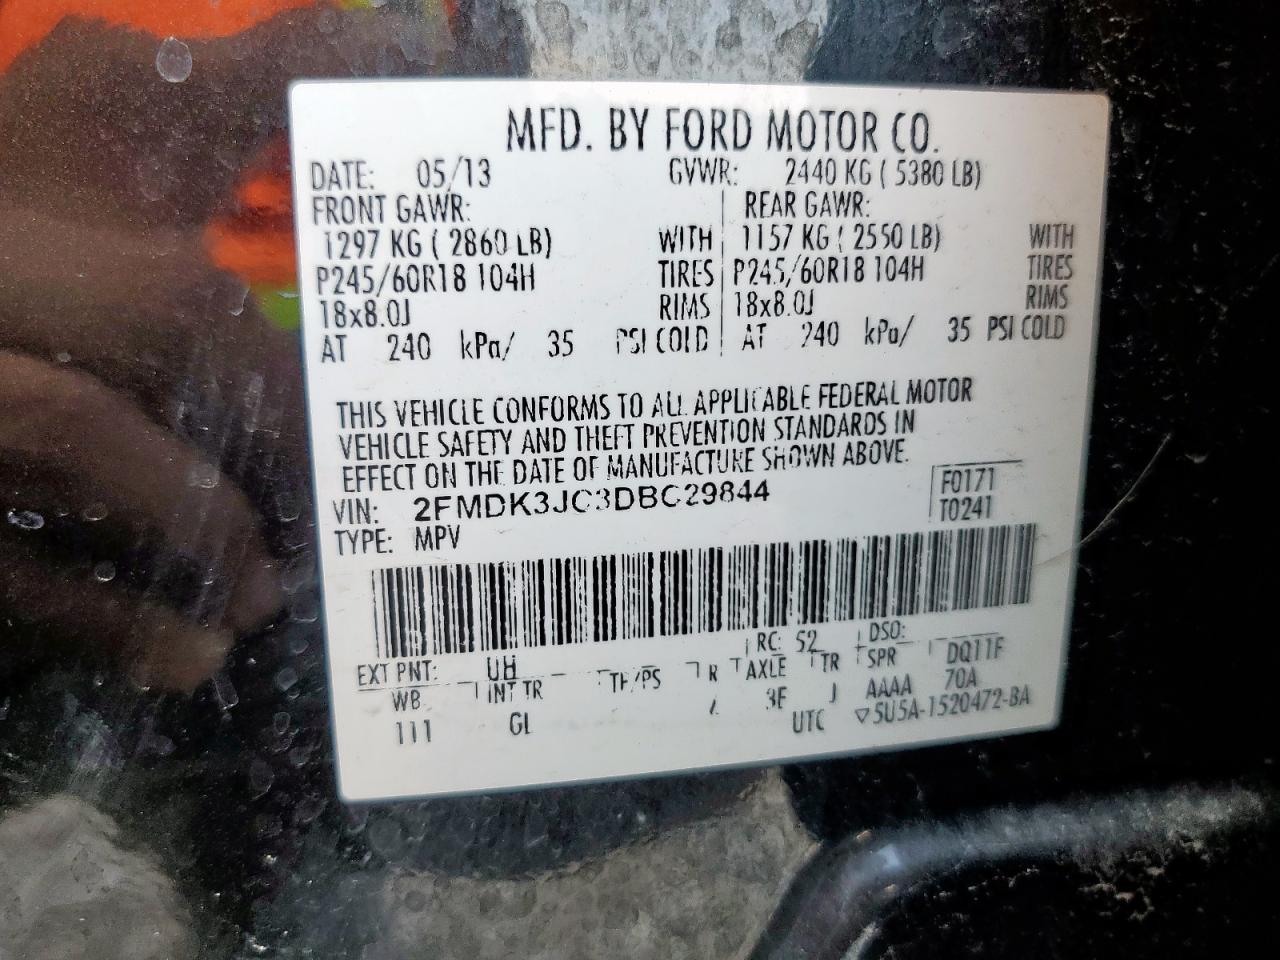 MFD. BY FORD MOTOR CO.
DATE: 05/13 GVWR: 2440 KG ( 5380 LB)
FRONT GAWR: REAR GAWR:
1297 KG ( 2860 LB) WITH 1157 KG ( 2550 LB) WITH
P245/60R18 104H TIRES P245/60R18 104H TIRES
18x8.0J RIMS 18x8.0J RIMS
AT 240 kPa/ 35 PSI COLD AT 240 kPa/ 35 PSI COLD
THIS VEHICLE CONFORMS TO ALL APPLICABLE FEDERAL MOTOR
VEHICLE SAFETY AND THEFT PREVENTION STANDARDS IN
EFFECT ON THE DATE OF MANUFACTURE SHOWN ABOVE.
VIN: 2FMDK3JC3DBC29844 F0171
TYPE: MPV T0241
EXT PNT: UH RC: 52 DSO:
WB INT TR TP/PS R AXLE TR SPR DQ11F
111 GL 3F J AAAA 70A
UTC ▽5U5A-1520472-BA